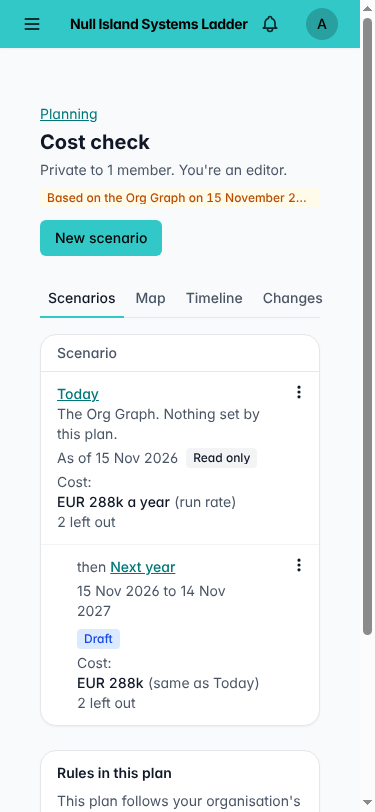 Null Island Systems Ladder
A
Planning
Cost check
Private to 1 member. You're an editor.
Based on the Org Graph on 15 November 2...
New scenario
Scenarios Map Timeline Changes
Scenario
Today
The Org Graph. Nothing set by
this plan.
As of 15 Nov 2026 Read only
Cost:
EUR 288k a year (run rate)
2 left out
then Next year
15 Nov 2026 to 14 Nov
2027
Draft
Cost:
EUR 288k (same as Today)
2 left out
Rules in this plan
This plan follows your organisation's